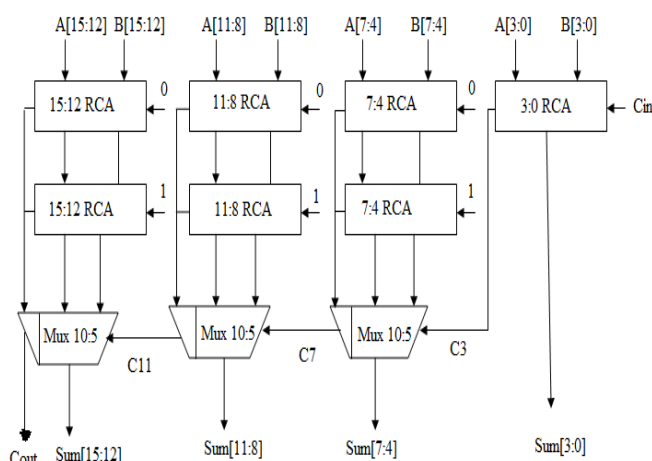 A[15:12] B[15:12] A[11:8] B[11:8] A[7:4] B[7:4] A[3:0] B[3:0]
0 0 0
15:12 RCA 11:8 RCA 7:4 RCA 3:0 RCA Cin
1 1 1
15:12 RCA 11:8 RCA 7:4 RCA
Mux 10:5 Mux 10:5 Mux 10:5
C11 C7 C3
Cout Sum[15:12] Sum[11:8] Sum[7:4] Sum[3:0]